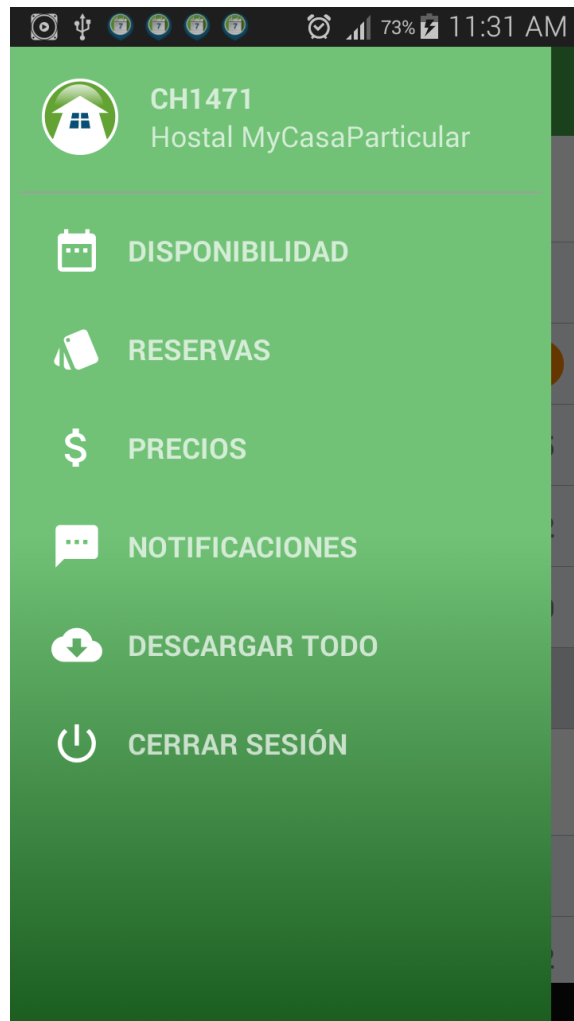 73% 11:31 AM
CH1471
Hostal MyCasaParticular
DISPONIBILIDAD
RESERVAS
PRECIOS
NOTIFICACIONES
DESCARGAR TODO
CERRAR SESIÓN